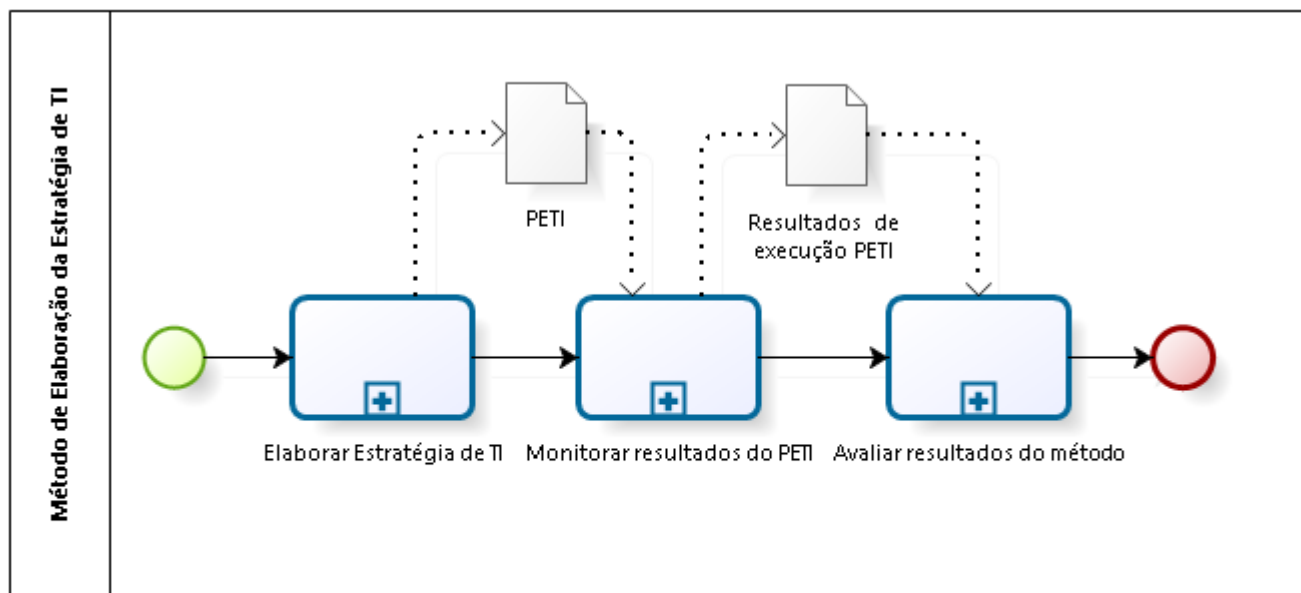 Método de Elaboração da Estratégia de TI
PETI
Resultados de
execução PETI
Elaborar Estratégia de TI
Monitorar resultados do PETI
Avaliar resultados do método